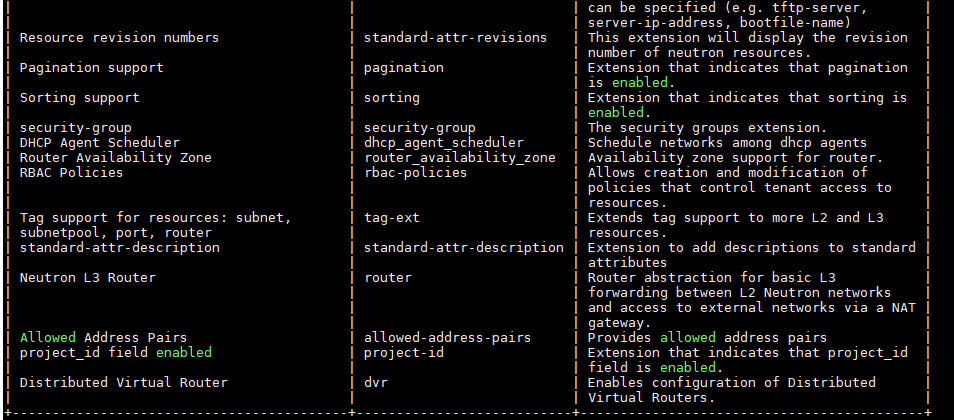 | | | can be specified (e.g. tftp-server, |
| | | server-ip-address, bootfile-name) |
| Resource revision numbers | standard-attr-revisions | This extension will display the revision |
| | | number of neutron resources. |
| Pagination support | pagination | Extension that indicates that pagination |
| | | is enabled. |
| Sorting support | sorting | Extension that indicates that sorting is |
| | | enabled. |
| security-group | security-group | The security groups extension. |
| DHCP Agent Scheduler | dhcp_agent_scheduler | Schedule networks among dhcp agents |
| Router Availability Zone | router_availability_zone | Availability zone support for router. |
| RBAC Policies | rbac-policies | Allows creation and modification of |
| | | policies that control tenant access to |
| | | resources. |
| Tag support for resources: subnet, | tag-ext | Extends tag support to more L2 and L3 |
| subnetpool, port, router | | resources. |
| standard-attr-description | standard-attr-description | Extension to add descriptions to standard |
| | | attributes |
| Neutron L3 Router | router | Router abstraction for basic L3 |
| | | forwarding between L2 Neutron networks |
| | | and access to external networks via a NAT |
| | | gateway. |
| Allowed Address Pairs | allowed-address-pairs | Provides allowed address pairs |
| project_id field enabled | project-id | Extension that indicates that project_id |
| | | field is enabled. |
| Distributed Virtual Router | dvr | Enables configuration of Distributed |
| | | Virtual Routers. |
+------------------------------------------+---------------------------+-------------------------------------------+